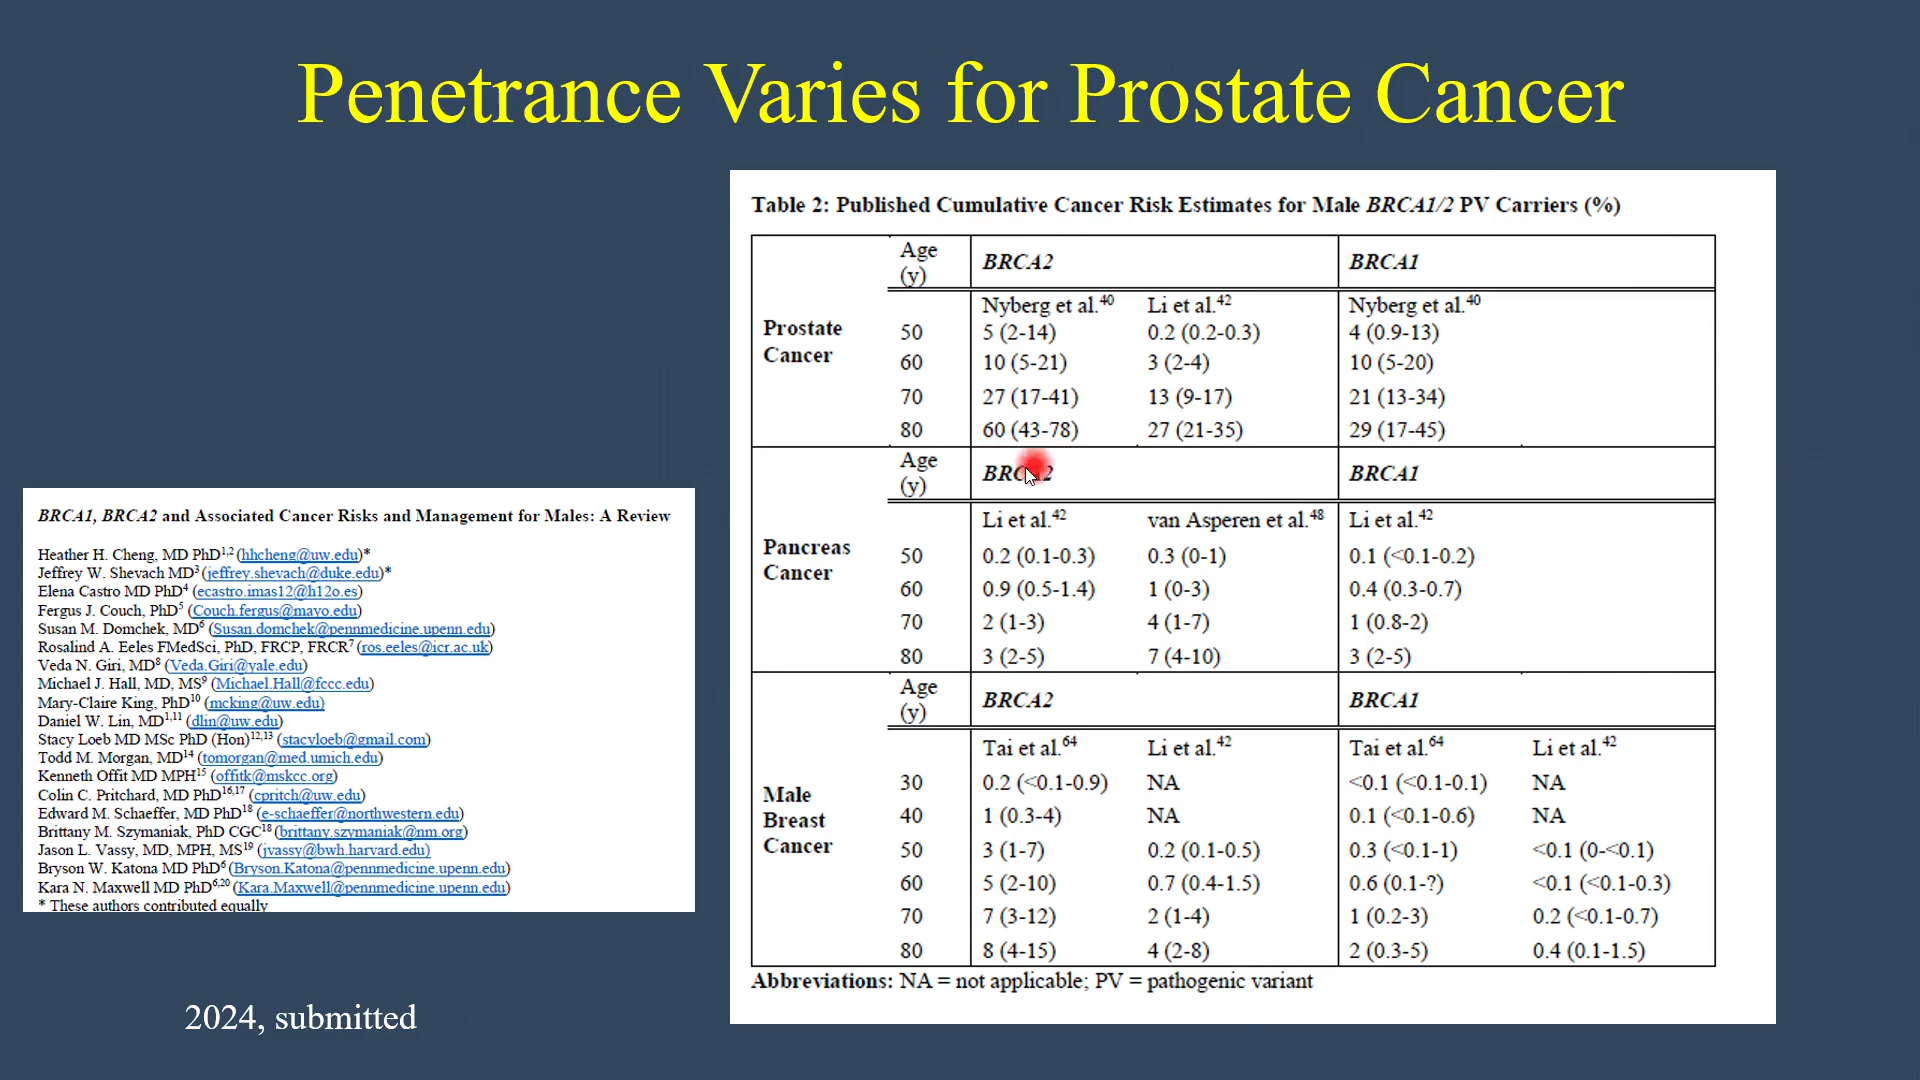 Penetrance Varies for Prostate Cancer
BRCA1, BRCA2 and Associated Cancer Risks and Management for Males: A Review
Heather H. Cheng, MD PhD1,2 (hhcheng@uw.edu)*
Jeffrey W. Shevach MD3 (jeffrey.shevach@duke.edu)*
Elena Castro MD PhD4 (ecastro.imas12@h12o.es)
Fergus J. Couch, PhD5 (Couch.fergus@mayo.edu)
Susan M. Domchek, MD6 (Susan.domchek@pennmedicine.upenn.edu)
Rosalind A. Eeles FMedSci, PhD, FRCP, FRCR7 (ros.eeles@icr.ac.uk)
Veda N. Giri, MD8 (Veda.Giri@yale.edu)
Michael J. Hall, MD, MS9 (Michael.Hall@fccc.edu)
Mary-Claire King, PhD10 (mcking@uw.edu)
Daniel W. Lin, MD1,11 (dlin@uw.edu)
Stacy Loeb MD MSc PhD (Hon)12,13 (stacyloeb@gmail.com)
Todd M. Morgan, MD14 (tomorgan@med.umich.edu)
Kenneth Offit MD MPH15 (offitk@mskcc.org)
Colin C. Pritchard, MD PhD16,17 (cpritch@uw.edu)
Edward M. Schaeffer, MD PhD18 (e-schaeffer@northwestern.edu)
Brittany M. Szymaniak, PhD CGC18 (brittany.szymaniak@nm.org)
Jason L. Vassy, MD, MPH, MS19 (jvassy@bwh.harvard.edu)
Bryson W. Katona MD PhD6 (Bryson.Katona@pennmedicine.upenn.edu)
Kara N. Maxwell MD PhD6,20 (Kara.Maxwell@pennmedicine.upenn.edu)
* These authors contributed equally
2024, submitted
Table 2: Published Cumulative Cancer Risk Estimates for Male BRCA1/2 PV Carriers (%)
Prostate Cancer
Age (y) BRCA2 BRCA1
Nyberg et al.40 Li et al.42 Nyberg et al.40
50 5 (2-14) 0.2 (0.2-0.3) 4 (0.9-13)
60 10 (5-21) 3 (2-4) 10 (5-20)
70 27 (17-41) 13 (9-17) 21 (13-34)
80 60 (43-78) 27 (21-35) 29 (17-45)
Pancreas Cancer
Age (y) BRCA2 BRCA1
Li et al.42 van Asperen et al.48 Li et al.42
50 0.2 (0.1-0.3) 0.3 (0-1) 0.1 (<0.1-0.2)
60 0.9 (0.5-1.4) 1 (0-3) 0.4 (0.3-0.7)
70 2 (1-3) 4 (1-7) 1 (0.8-2)
80 3 (2-5) 7 (4-10) 3 (2-5)
Male Breast Cancer
Age (y) BRCA2 BRCA1
Tai et al.64 Li et al.42 Tai et al.64 Li et al.42
30 0.2 (<0.1-0.9) NA <0.1 (<0.1-0.1) NA
40 1 (0.3-4) NA 0.1 (<0.1-0.6) NA
50 3 (1-7) 0.2 (0.1-0.5) 0.3 (<0.1-1) <0.1 (0-<0.1)
60 5 (2-10) 0.7 (0.4-1.5) 0.6 (0.1-?) <0.1 (<0.1-0.3)
70 7 (3-12) 2 (1-4) 1 (0.2-3) 0.2 (<0.1-0.7)
80 8 (4-15) 4 (2-8) 2 (0.3-5) 0.4 (0.1-1.5)
Abbreviations: NA = not applicable; PV = pathogenic variant